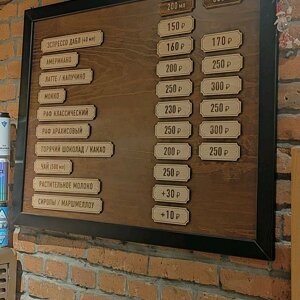 200 мл
150 ₽
ЭСПРЕССО ДАБЛ (40 мл) 160 ₽ 170 ₽
АМЕРИКАНО 200 ₽ 250 ₽
ЛАТТЕ / КАПУЧИНО 250 ₽ 300 ₽
МОККО 230 ₽ 250 ₽
РАФ КЛАССИЧЕСКИЙ 250 ₽ 300 ₽
РАФ АРАХИСОВЫЙ 200 ₽ 250 ₽
ГОРЯЧИЙ ШОКОЛАД / КАКАО 250 ₽
ЧАЙ (500 мл) +30 ₽
РАСТИТЕЛЬНОЕ МОЛОКО +10 ₽
СИРОПЫ / МАРШМЕЛЛОУ